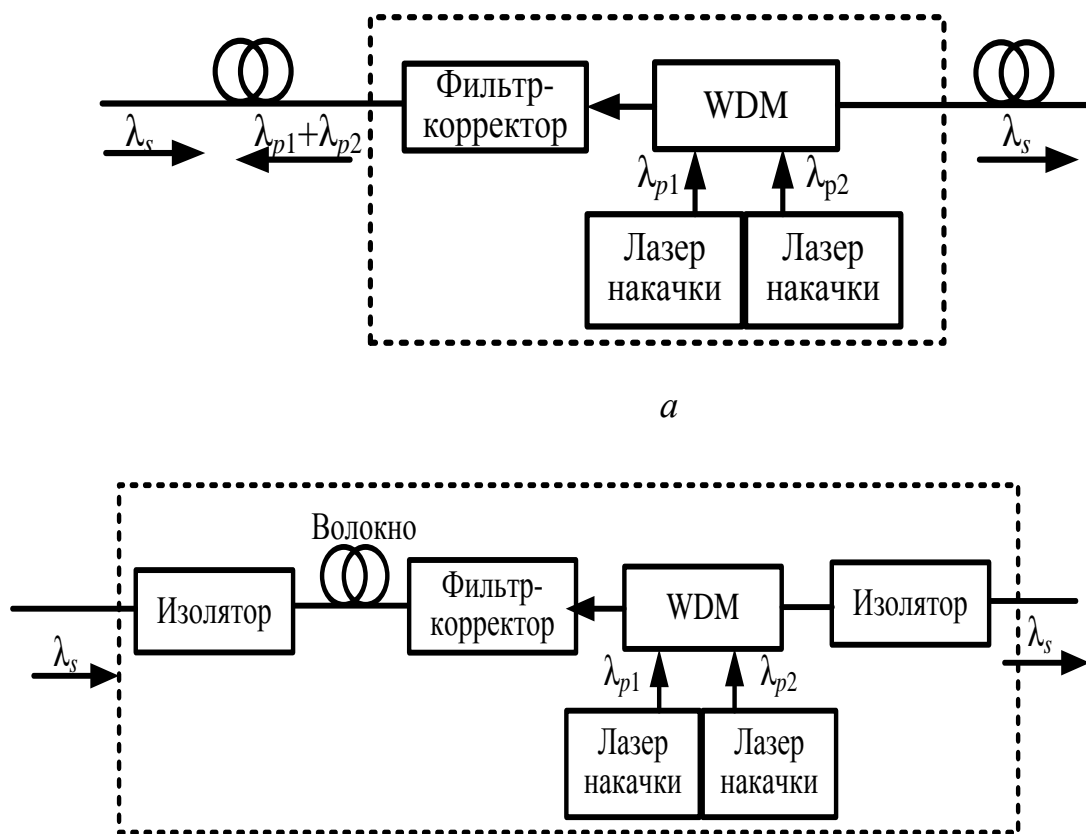 Фильтр-
корректор
WDM
λs
λp1+λp2
λs
λp1
λp2
Лазер
накачки
Лазер
накачки
а
Волокно
Изолятор
Фильтр-
корректор
WDM
Изолятор
λs
λs
λp1
λp2
Лазер
накачки
Лазер
накачки